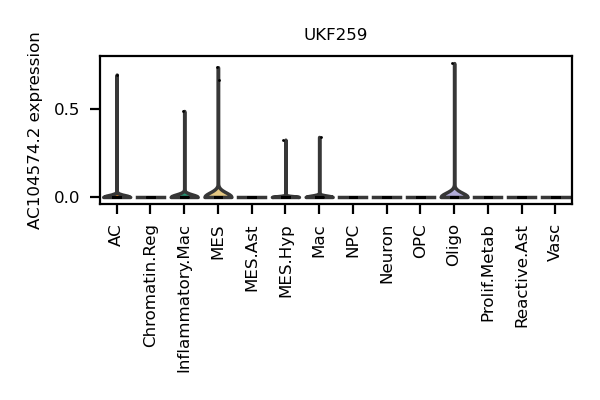 UKF259
AC104574.2 expression
0.5
0.0
AC
Chromatin.Reg
Inflammatory.Mac
MES
MES.Ast
MES.Hyp
Mac
NPC
Neuron
OPC
Oligo
Prolif.Metab
Reactive.Ast
Vasc